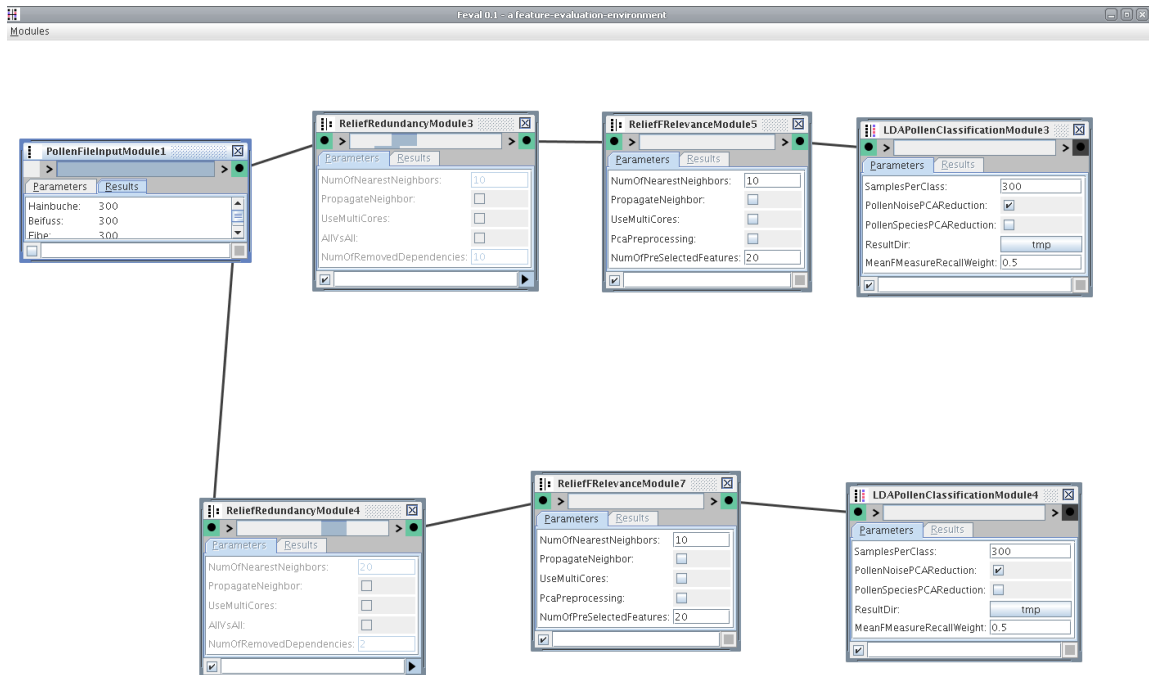 Feval 0.1 - a feature-evaluation-environment
Modules
PollenFileInputModule1
> >
Parameters Results
Hainbuche: 300
Beifuss: 300
Eibe: 300
ReliefRedundancyModule3
> >
Parameters Results
NumOfNearestNeighbors: 10
PropagateNeighbor:
UseMultiCores:
AllVsAll:
NumOfRemovedDependencies: 10
ReliefFRelevanceModule5
> >
Parameters Results
NumOfNearestNeighbors: 10
PropagateNeighbor:
UseMultiCores:
PcaPreprocessing:
NumOfPreSelectedFeatures: 20
LDAPollenClassificationModule3
> >
Parameters Results
SamplesPerClass: 300
PollenNoisePCAReduction:
PollenSpeciesPCAReduction:
ResultDir: tmp
MeanFMeasureRecallWeight: 0.5
ReliefRedundancyModule4
> >
Parameters Results
NumOfNearestNeighbors: 20
PropagateNeighbor:
UseMultiCores:
AllVsAll:
NumOfRemovedDependencies: 2
ReliefFRelevanceModule7
> >
Parameters Results
NumOfNearestNeighbors: 10
PropagateNeighbor:
UseMultiCores:
PcaPreprocessing:
NumOfPreSelectedFeatures: 20
LDAPollenClassificationModule4
> >
Parameters Results
SamplesPerClass: 300
PollenNoisePCAReduction:
PollenSpeciesPCAReduction:
ResultDir: tmp
MeanFMeasureRecallWeight: 0.5